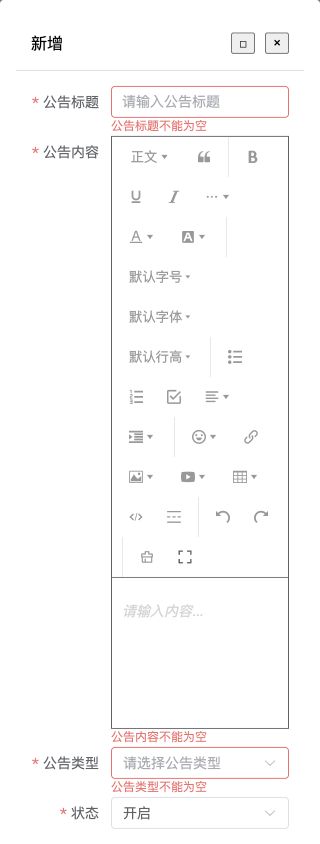 新增
* 公告标题 请输入公告标题
公告标题不能为空
* 公告内容 正文 B
U I ...
A A
默认字号
默认字体
默认行高
请输入内容...
公告内容不能为空
* 公告类型 请选择公告类型
公告类型不能为空
* 状态 开启